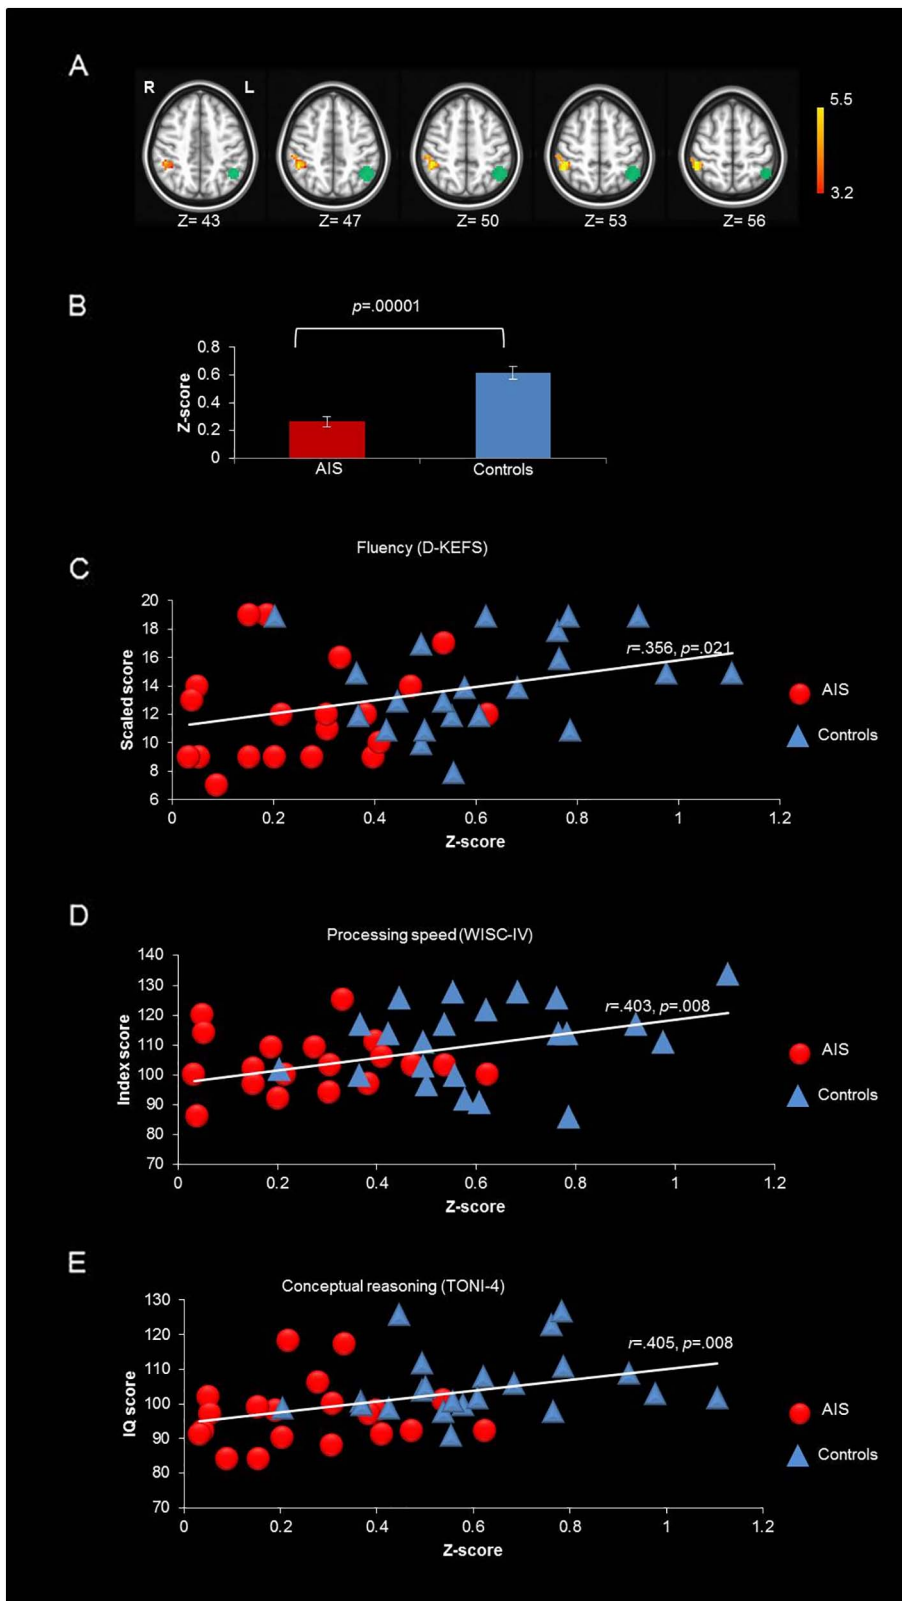 A
R L
5.5
3.2
Z= 43 Z= 47 Z= 50 Z= 53 Z= 56
B
p=.00001
Z-score
0.8
0.6
0.4
0.2
0
AIS Controls
C
Fluency (D-KEFS)
Scaled score
20
18
16
14
12
10
8
6
r=.356, p=.021
AIS
Controls
0 0.2 0.4 0.6 0.8 1 1.2
Z-score
D
Processing speed (WISC-IV)
Index score
140
130
120
110
100
90
80
70
r=.403, p=.008
AIS
Controls
0 0.2 0.4 0.6 0.8 1 1.2
Z-score
E
Conceptual reasoning (TONI-4)
IQ score
130
120
110
100
90
80
70
r=.405, p=.008
AIS
Controls
0 0.2 0.4 0.6 0.8 1 1.2
Z-score